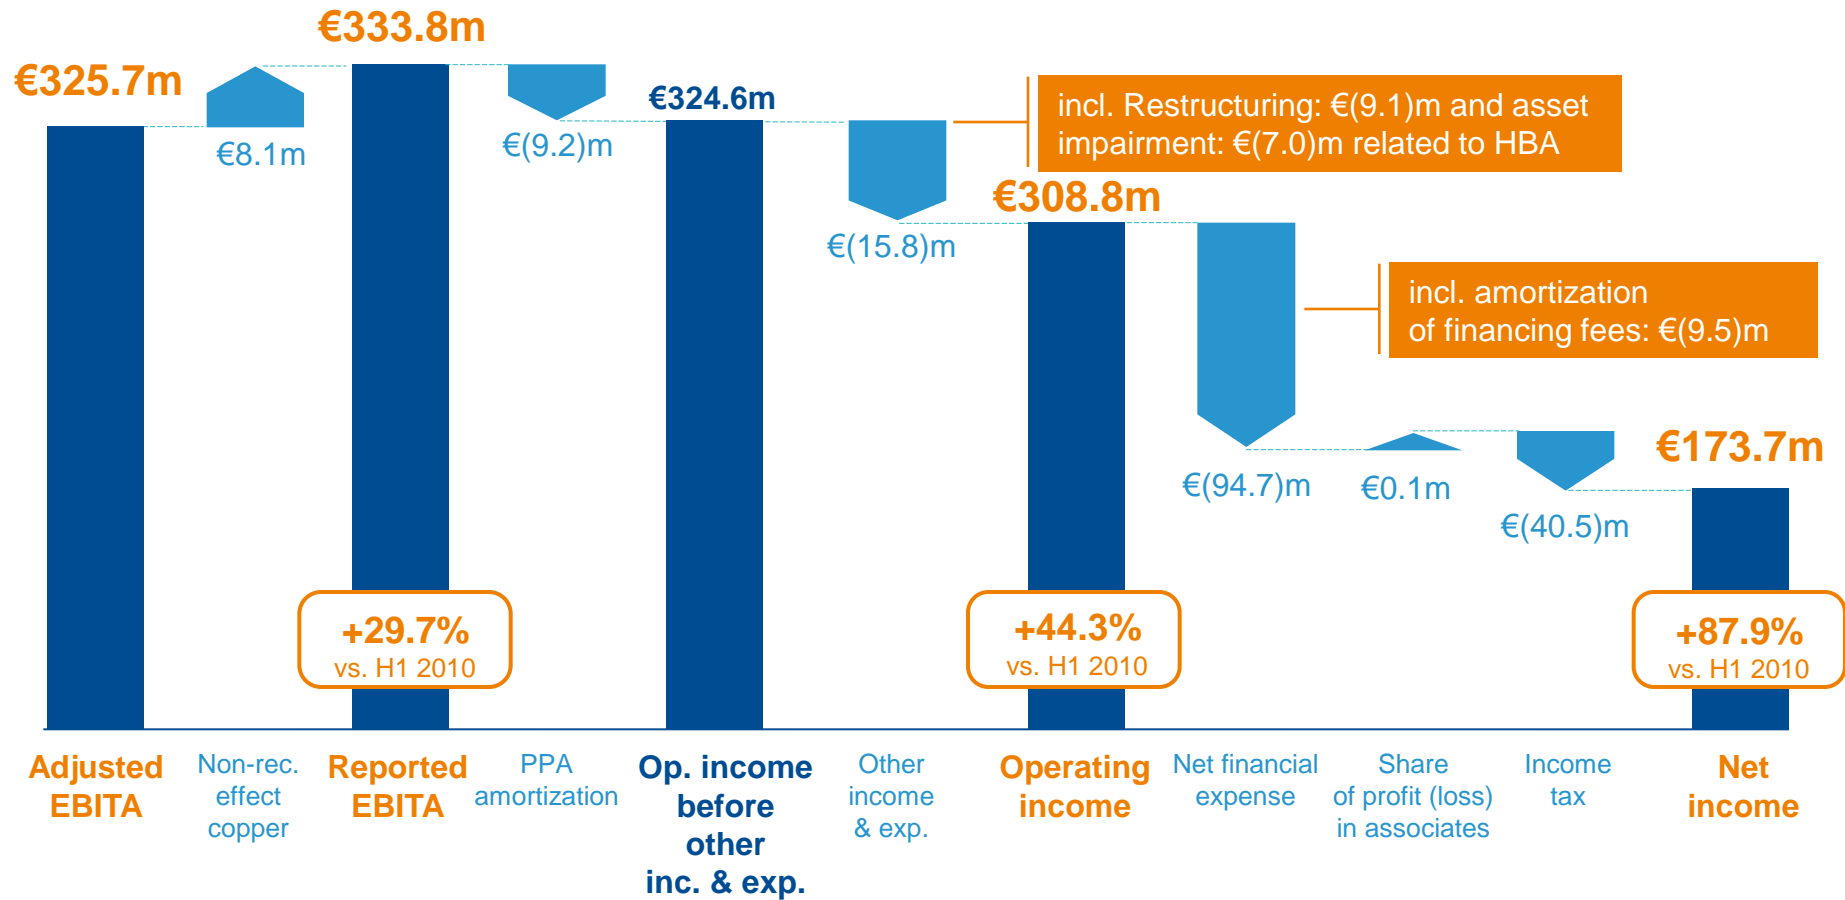 €333.8m
€325.7m
€8.1m
€(9.2)m
€324.6m
incl. Restructuring: €(9.1)m and asset
impairment: €(7.0)m related to HBA
€(15.8)m
€308.8m
incl. amortization
of financing fees: €(9.5)m
€(94.7)m
€0.1m
€(40.5)m
€173.7m
+29.7%
vs. H1 2010
+44.3%
vs. H1 2010
+87.9%
vs. H1 2010
Adjusted
EBITA
Non-rec.
effect
copper
Reported
EBITA
PPA
amortization
Op. income
before
other
inc. & exp.
Other
income
& exp.
Operating
income
Net financial
expense
Share
of profit (loss)
in associates
Income
tax
Net
income